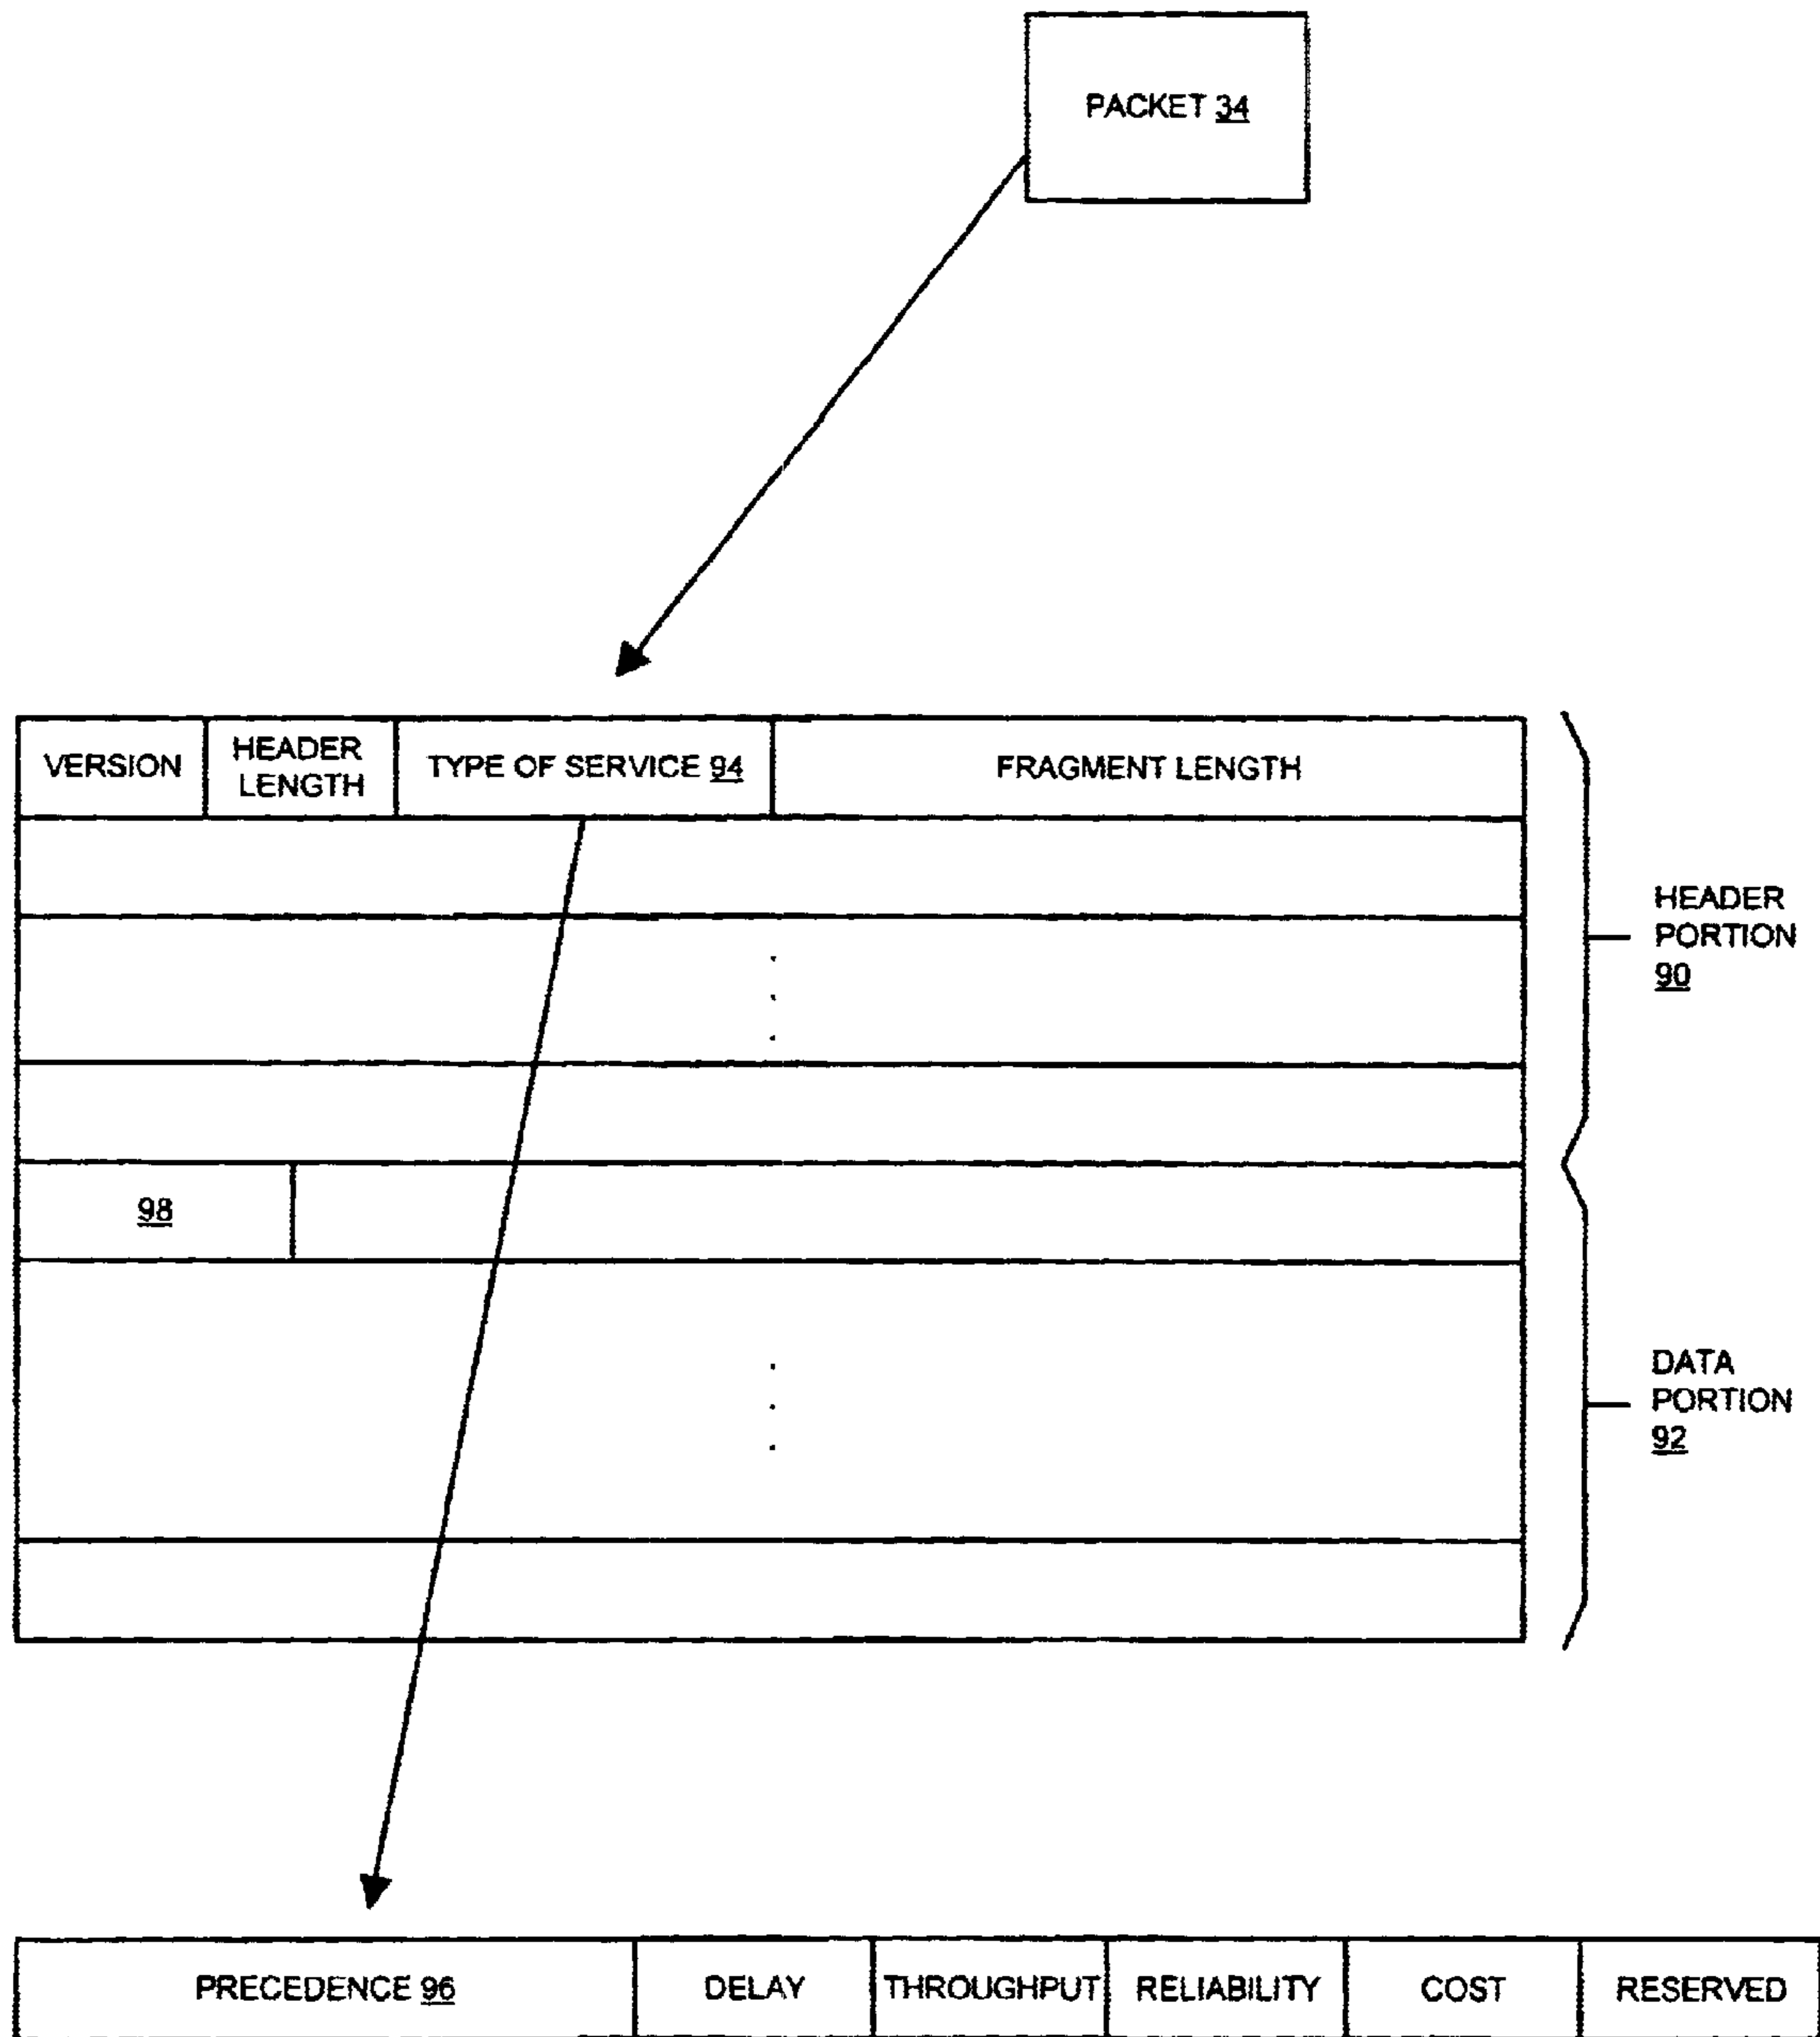 PACKET 34
VERSION
HEADER
LENGTH
TYPE OF SERVICE 94
FRAGMENT LENGTH
HEADER
PORTION
90
98
DATA
PORTION
92
PRECEDENCE 96
DELAY
THROUGHPUT
RELIABILITY
COST
RESERVED